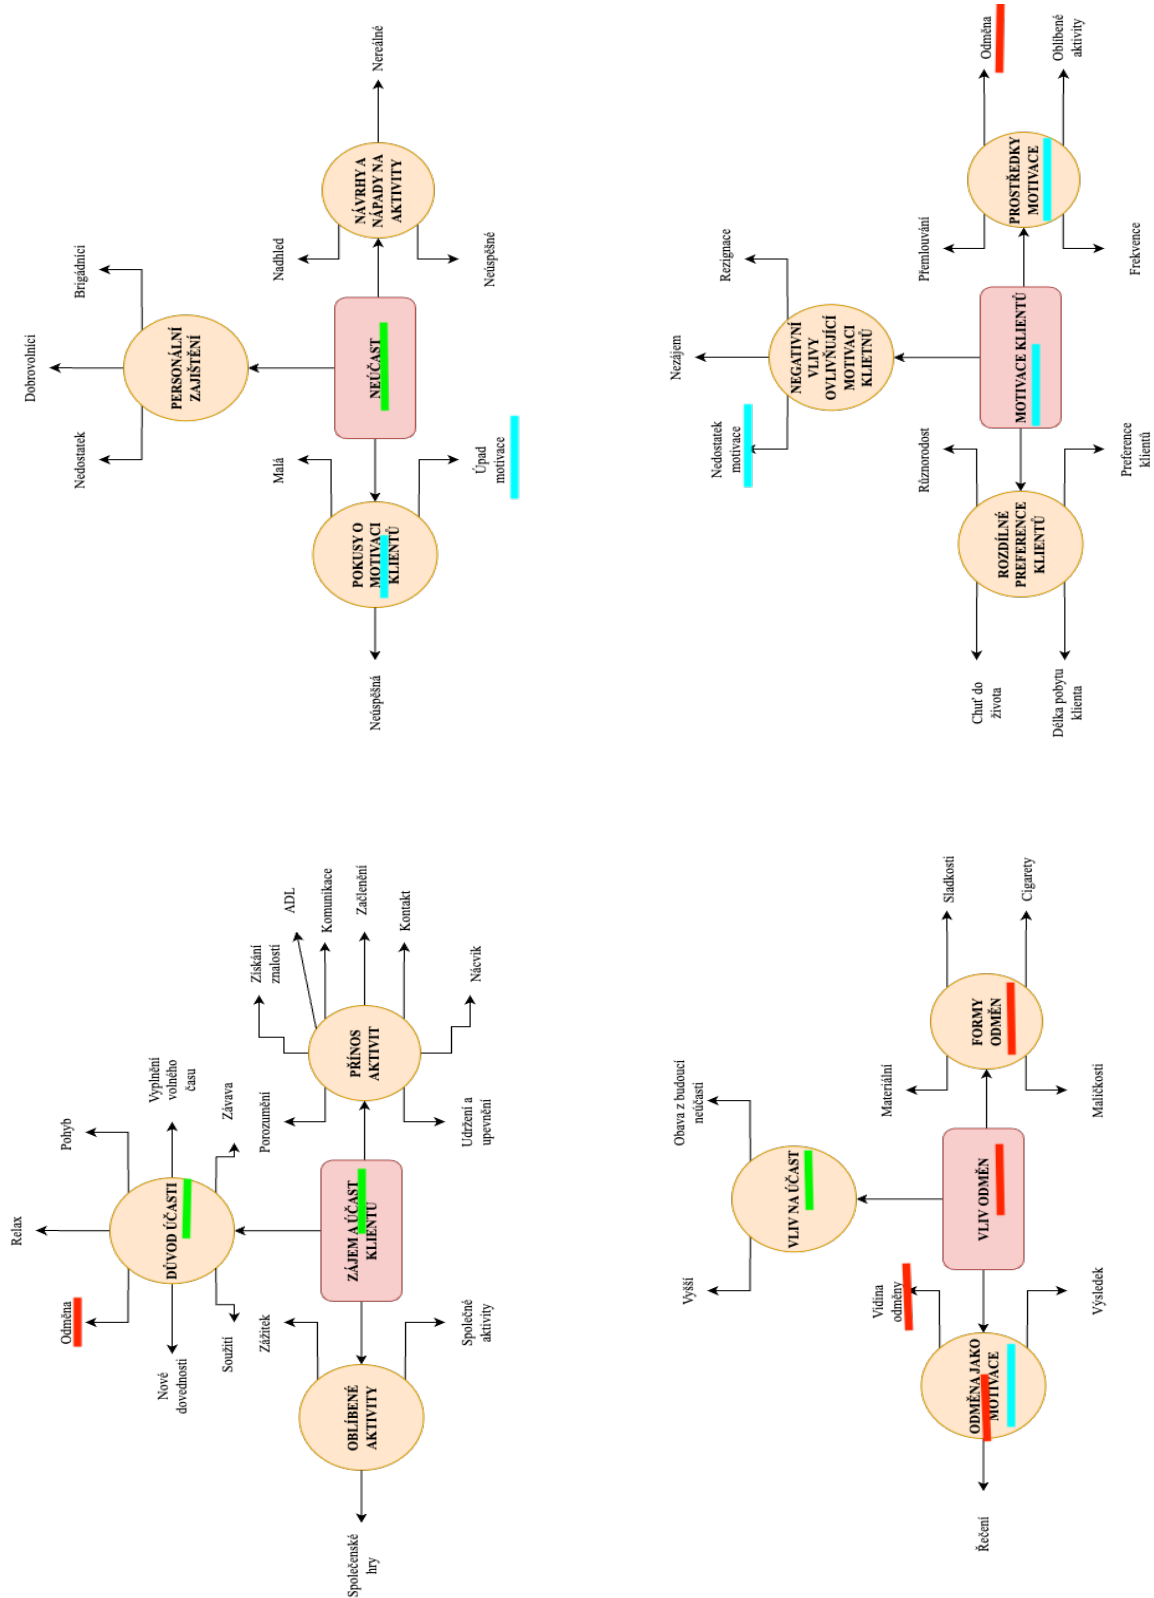 Relax
Odměna
Pohyb
Nové
dovednosti
DŮVOD ÚČASTI
Vyplnění
volného
času
Soužití
Závava
Zážitek
Porozumění
Získání
znalostí
ADL
Společenské
hry
OBLÍBENÉ
AKTIVITY
ZÁJEM A ÚČAST
KLIENTU
PŘÍNOS
AKTIVIT
Komunikace
Začlenění
Kontakt
Společné
aktivity
Udržení a
upevnění
Nácvik
Dobrovolníci
Nedostatek
Brigádníci
PERSONÁLNÍ
ZAJIŠTĚNÍ
Malá
Nadhled
Neúspěšná
POKUSY O
MOTIVACI
KLIENTŮ
NEÚČAST
NÁVRHY A
NÁPADY NA
AKTIVITY
Nereálné
Úpad
motivace
Neúspěšné
Vyšší
Obava z budoucí
neúčasti
VLIV NA ÚČAST
Vidina
odměny
Materiální
Sladkosti
Řečení
ODMĚNA JAKO
MOTIVACE
VLIV ODMĚN
FORMY
ODMĚN
Výsledek
Maličkosti
Cigarety
Nezájem
Nedostatek
motivace
Rezignace
NEGATIVNÍ
VLIVY
OVLIVŇUJÍCÍ
MOTIVACI
KLIETNŮ
Chuť do
života
Různorodost
Přemlouvání
Odměna
ROZDÍLNÉ
PREFERENCE
KLIENTŮ
MOTIVACE KLIENTŮ
PROSTŘEDKY
MOTIVACE
Délka pobytu
klienta
Preference
klientů
Frekvence
Oblíbené
aktivity